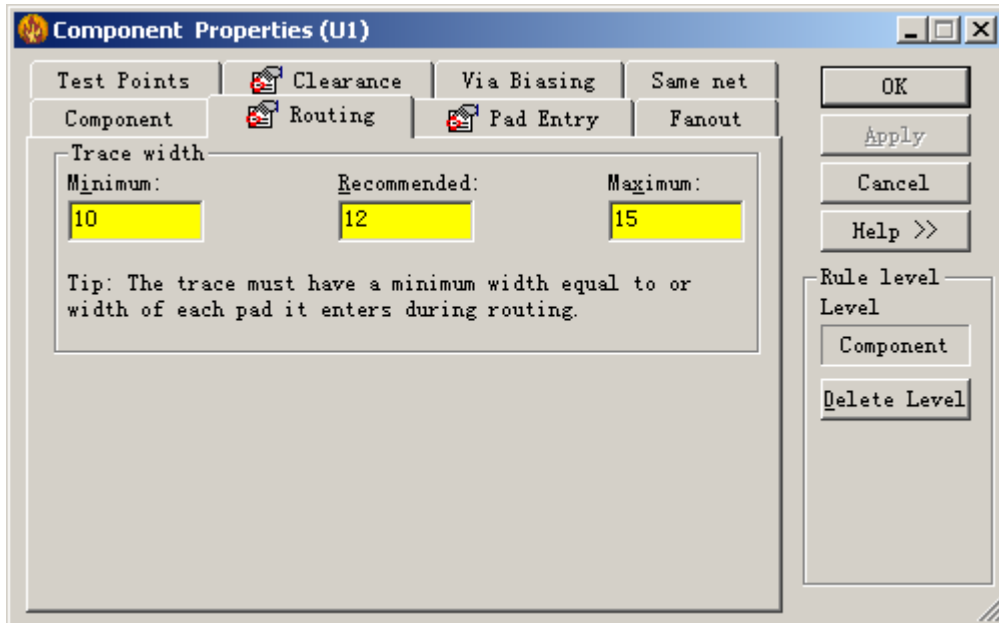 Component Properties (U1)
Test Points Clearance Via Biasing Same net
Component Routing Pad Entry Fanout
Trace width
Minimum: Recommended: Maximum:
10 12 15
Tip: The trace must have a minimum width equal to or
width of each pad it enters during routing.
OK
Apply
Cancel
Help >>
Rule level
Level
Component
Delete Level